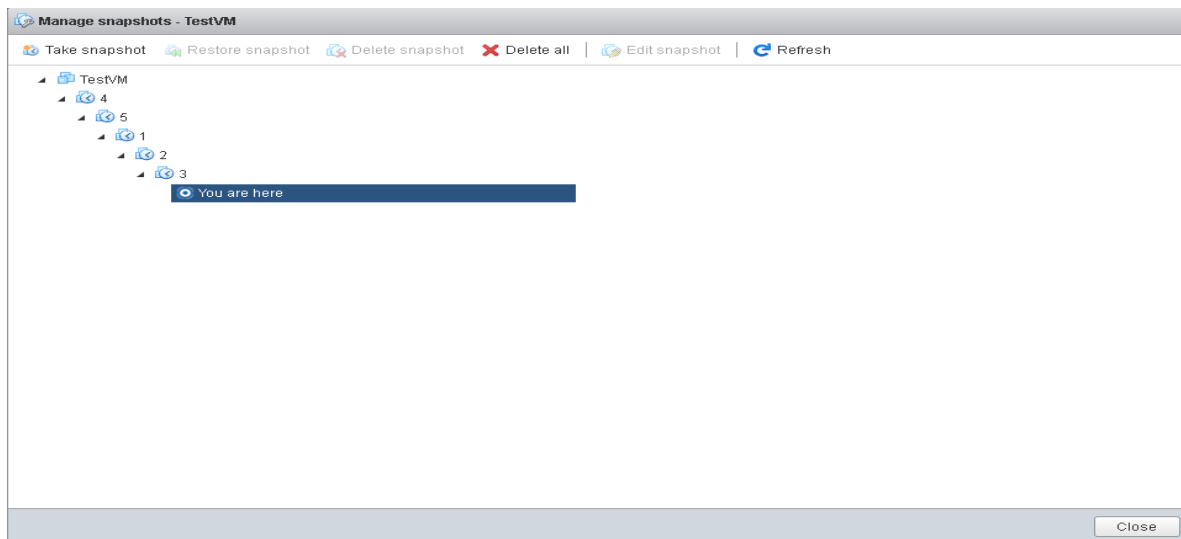 Manage snapshots - TestVM
Take snapshot Restore snapshot Delete snapshot Delete all Edit snapshot Refresh
TestVM
4
5
1
2
3
You are here
Close